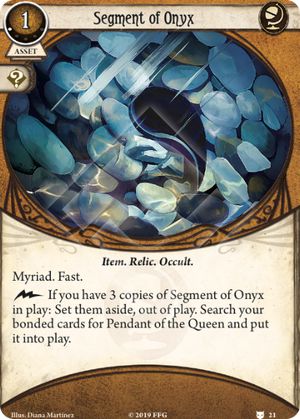 Segment of Onyx
1
ASSET
?
Item. Relic. Occult.
Myriad. Fast.
If you have 3 copies of Segment of Onyx
in play: Set them aside, out of play. Search your
bonded cards for Pendant of the Queen and put
it into play.
Illus. Diana Martínez
© 2019 FFG
21